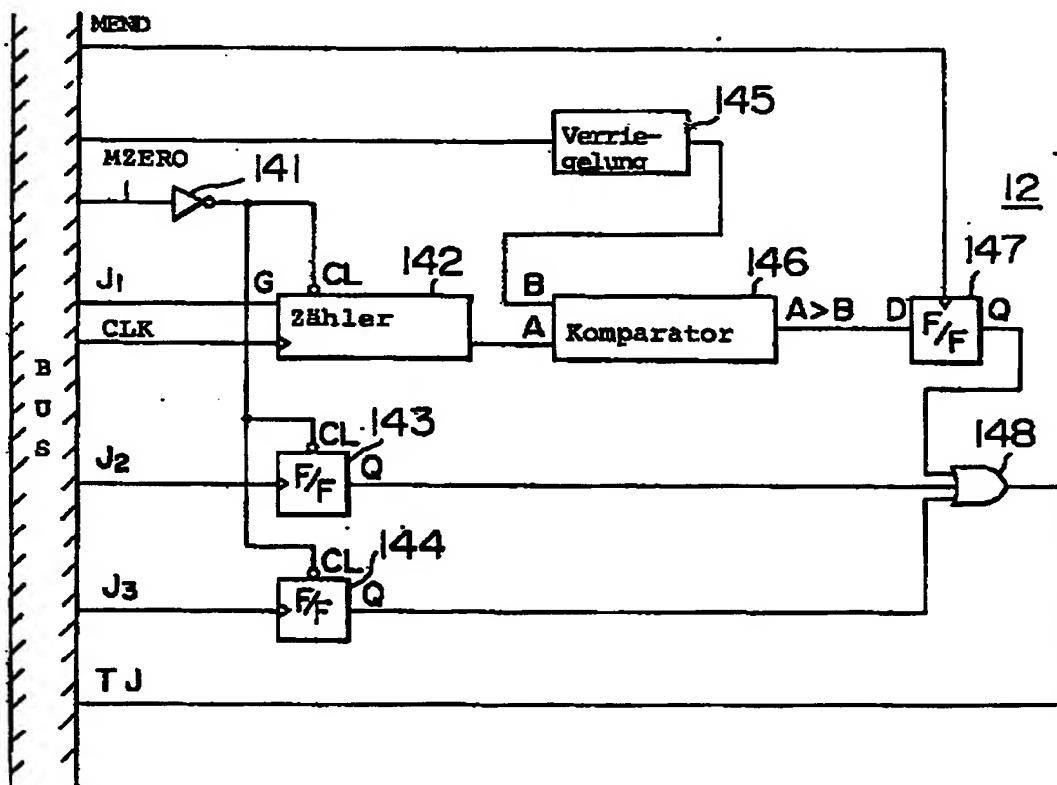 MEND
145
Verrie-
gelung
MZERO
141
12
J1
G
CL
142
B
146
147
CLK
Zähler
A
Komparator
A>B
D
F/F
Q
B
U
S
143
CL
J2
F/F
Q
148
144
CL
J3
F/F
Q
TJ